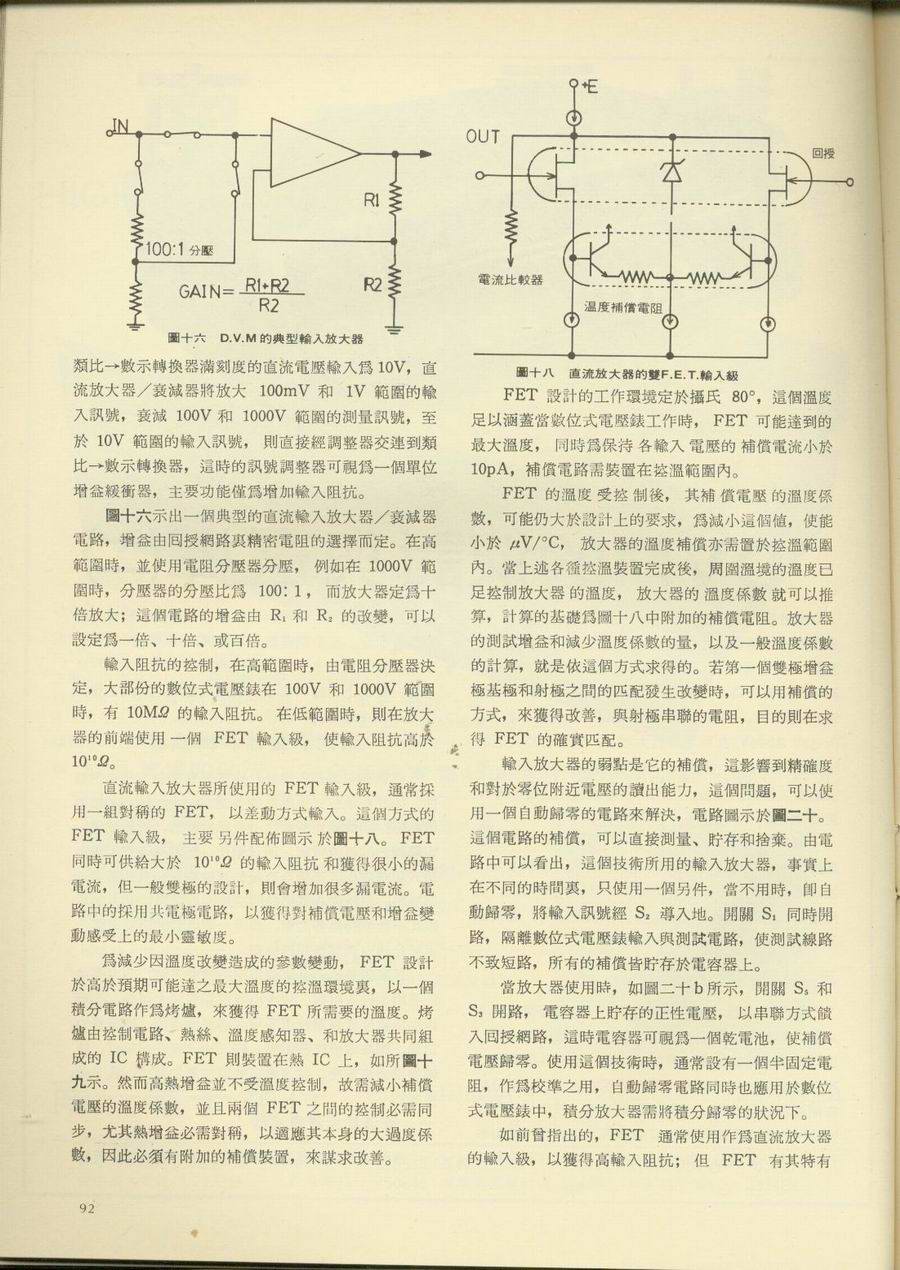 IN
R1
100:1 分壓
R2
GAIN= R1+R2
R2
圖十六 D.V.M的典型輸入放大器
類比→數示轉換器滿刻度的直流電壓輸入爲10V，直
流放大器／衰減器將放大 100mV 和 1V 範圍的輸
入訊號，衰減 100V 和 1000V 範圍的測量訊號，至
於 10V 範圍的輸入訊號， 則直接經調整器交連到類
比→數示轉換器，這時的訊號調整器可視爲一個單位
增益緩衝器，主要功能僅爲增加輸入阻抗。
圖十六示出一個典型的直流輸入放大器／衰減器
電路，增益由回授網路裏精密電阻的選擇而定。在高
範圍時，並使用電阻分壓器分壓， 例如在 1000V 範
圍時，分壓器的分壓比爲 100: 1 ， 而放大器定爲十
倍放大；這個電路的增益由 R₁ 和 R₂ 的改變，可以
設定爲一倍、十倍、或百倍。
輸入阻抗的控制，在高範圍時，由電阻分壓器決
定，大部份的數位式電壓錶在 100V 和 1000V 範圍
時，有 10MΩ 的輸入阻抗。 在低範圍時，則在放大
器的前端使用 一個 FET 輸入級， 使輸入阻抗高於
10¹⁰Ω。
直流輸入放大器所使用的 FET 輸入級，通常採
用一組對稱的 FET， 以差動方式輸入。這個方式的
FET 輸入級， 主要 另件配佈圖示 於圖十八。 FET
同時可供給大於 10¹⁰Ω 的輸入阻抗 和獲得很小的漏
電流，但一般雙極的設計，則會增加很多漏電流。電
路中的採用共電極電路，以獲得對補償電壓和增益變
動感受上的最小靈敏度。
爲減少因溫度改變造成的參數變動， FET 設計
於高於預期可能達之最大溫度的控溫環境裏，以一個
積分電路作爲烤爐，來獲得 FET 所需要的溫度。烤
爐由控制電路、熱絲、溫度感知器、和放大器共同組
成的 IC 構成。FET 則裝置在熱 IC 上，如所圖十
九示。然而高熱增益並不受溫度控制，故需減小補償
電壓的溫度係數，並且兩個 FET 之間的控制必需同
步，尤其熱增益必需對稱，以適應其本身的大過度係
數，因此必須有附加的補償裝置，來謀求改善。
92
+E
OUT
回授
電流比較器
溫度補償電阻
圖十八 直流放大器的雙F.E.T.輸入級
FET 設計的工作環境定於攝氏 80°，這個溫度
足以涵蓋當數位式電壓錶工作時， FET 可能達到的
最大溫度， 同時爲保持 各輸入 電壓的 補償電流小於
10pA，補償電路需裝置在控溫範圍內。
FET 的溫度 受控 制後， 其補 償電壓 的溫度係
數，可能仍大於設計上的要求，爲減小這個值，使能
小於 μV/°C， 放大器的溫度補償亦需置於控溫範圍
內。當上述各種控溫裝置完成後，周圍溫境的溫度已
足控制放大器 的溫度， 放大器的 溫度係數 就可以推
算，計算的基礎爲圖十八中附加的補償電阻。放大器
的測試增益和減少溫度係數的量，以及一般溫度係數
的計算，就是依這個方式求得的。若第一個雙極增益
極基極和射極之間的匹配發生改變時，可以用補償的
方式，來獲得改善，與射極串聯的電阻，目的則在求
得 FET 的確實匹配。
輸入放大器的弱點是它的補償，這影響到精確度
和對於零位附近電壓的讀出能力，這個問題，可以使
用一個自動歸零的電路來解決，電路圖示於圖二十。
這個電路的補償，可以直接測量、貯存和捨棄。由電
路中可以看出，這個技術所用的輸入放大器，事實上
在不同的時間裏，只使用一個另件，當不用時，卽自
動歸零，將輸入訊號經 S₂ 導入地。開關 S₁ 同時開
路，隔離數位式電壓錶輸入與測試電路，使測試線路
不致短路，所有的補償皆貯存於電容器上。
當放大器使用時，如圖二十b所示，開關 S₅ 和
S₃ 開路， 電容器上貯存的正性電壓， 以串聯方式饋
入回授網路，這時電容器可視爲一個乾電池，使補償
電壓歸零。使用這個技術時，通常設有一個半固定電
阻，作爲校準之用，自動歸零電路同時也應用於數位
式電壓錶中，積分放大器需將積分歸零的狀況下。
如前曾指出的，FET 通常使用作爲直流放大器
的輸入級，以獲得高輸入阻抗；但 FET 有其特有